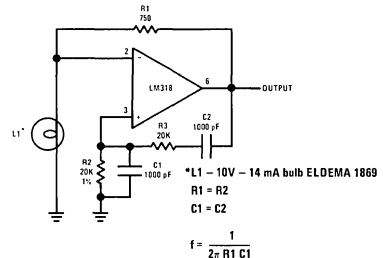 R1
750
2
-
LM318
6
OUTPUT
3
+
L1*
R3
20K
C2
1000 pF
R2
20K
1%
C1
1000 pF
*L1 – 10V – 14 mA bulb ELDEMA 1869
R1 = R2
C1 = C2
f = 1
2π R1 C1